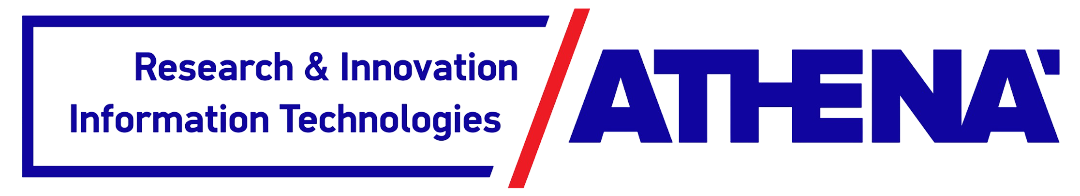 Research & Innovation
Information Technologies
ATHENA